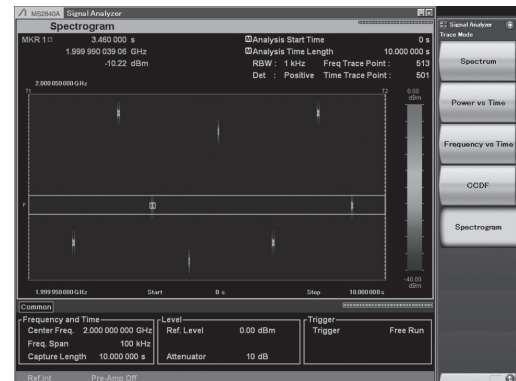 MS2840A Signal Analyzer
Spectrogram
MKR 1 3.460 000 s
1.999 990 039 06 GHz
-10.22 dBm
M Analysis Start Time 0 s
M Analysis Time Length 10.000 000 s
RBW: 1 kHz Freq Trace Point: 513
Det : Positive Time Trace Point: 501
2.000 050 000 GHz
T1
T2
0.00
dBm
F
-40.00
dBm
1.999 950 000 GHz Start 0 s Stop 10.000 000 s
Common
Frequency and Time
Center Freq. 2.000 000 000 GHz
Freq. Span 100 kHz
Capture Length 10.000 000 s
Level
Ref. Level 0.00 dBm
Attenuator 10 dB
Trigger
Trigger Free Run
Ref.Int Pre-Amp Off
Signal Analyzer
Trace Mode
Spectrum
Power vs Time
Frequency vs Time
CCDF
Spectrogram